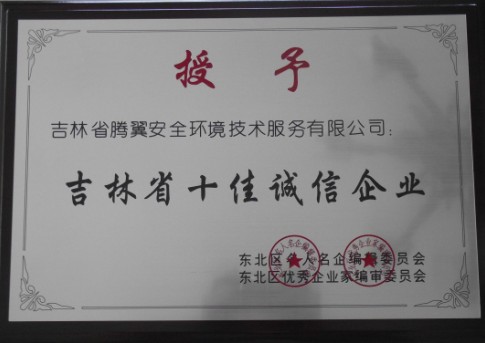 授予
吉林省腾翼安全环境技术服务有限公司：
吉林省十佳诚信企业
东北区名人名企编辑委员会
东北区优秀企业家编审委员会